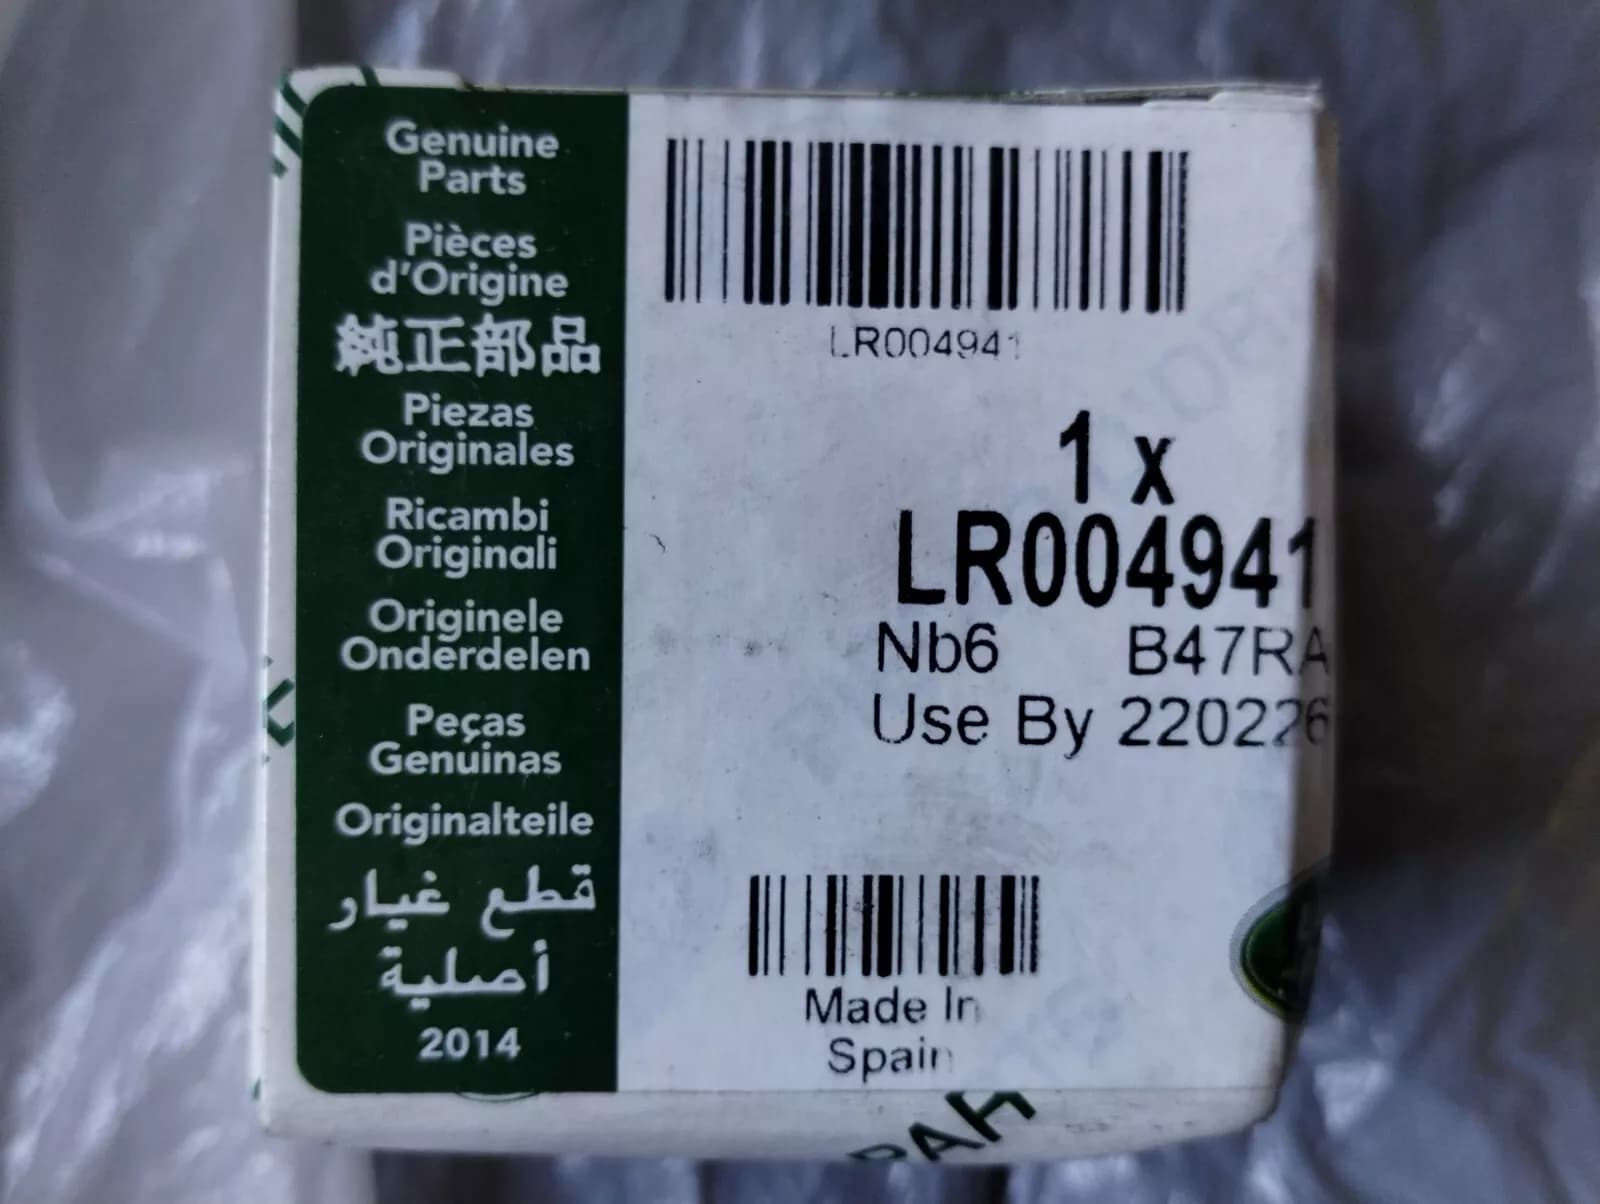 Genuine
Parts
Pièces
d'Origine
純正部品
Piezas
Originales
Ricambi
Originali
Originele
Onderdelen
Peças
Genuinas
Originalteile
قطع غيار
أصلية
2014
LR004941
1 x
LR004941
Nb6 B47RA
Use By 220226
Made In
Spain